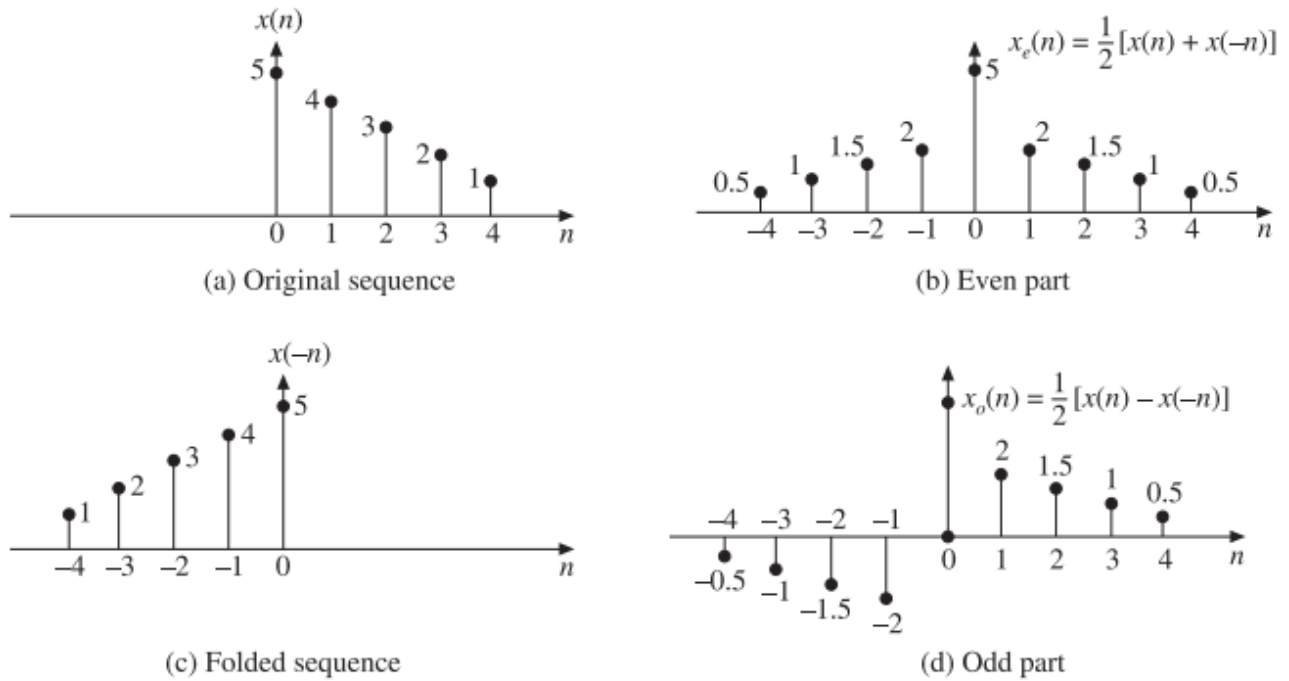 x(n)
5
4
3
2
1
0 1 2 3 4 n
(a) Original sequence
x_e(n) = \frac{1}{2}[x(n) + x(–n)]
5
2 2
1.5 1.5
1 1
0.5 0.5
–4 –3 –2 –1 0 1 2 3 4 n
(b) Even part
x(–n)
5
4
3
2
1
–4 –3 –2 –1 0 n
(c) Folded sequence
x_o(n) = \frac{1}{2}[x(n) – x(–n)]
2 1.5 1 0.5
–4 –3 –2 –1
0 1 2 3 4 n
–0.5 –1 –1.5 –2
(d) Odd part